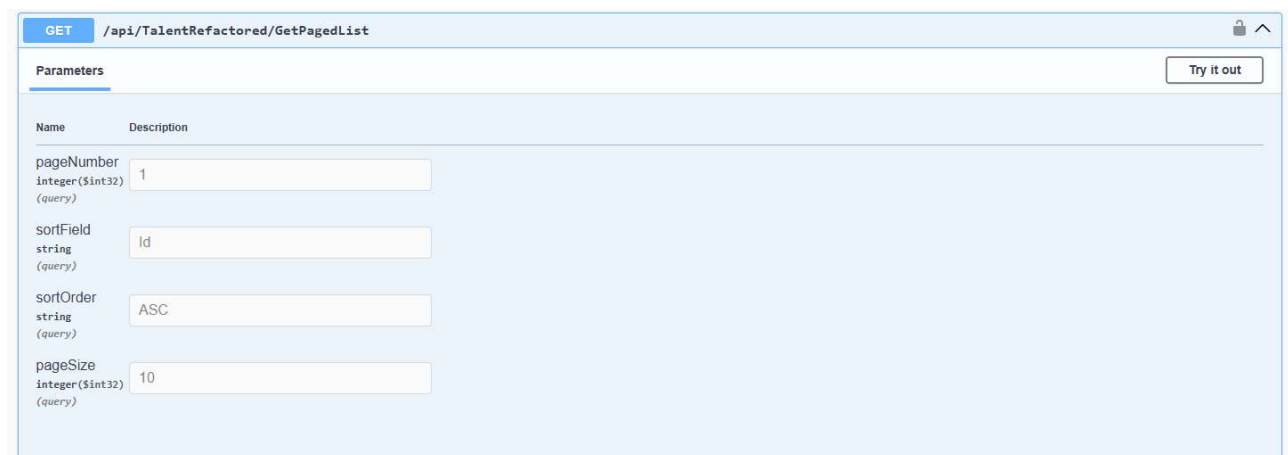 GET /api/TalentRefactored/GetPagedList
Parameters Try it out
Name Description
pageNumber
integer($int32)
(query)
1
sortField
string
(query)
Id
sortOrder
string
(query)
ASC
pageSize
integer($int32)
(query)
10